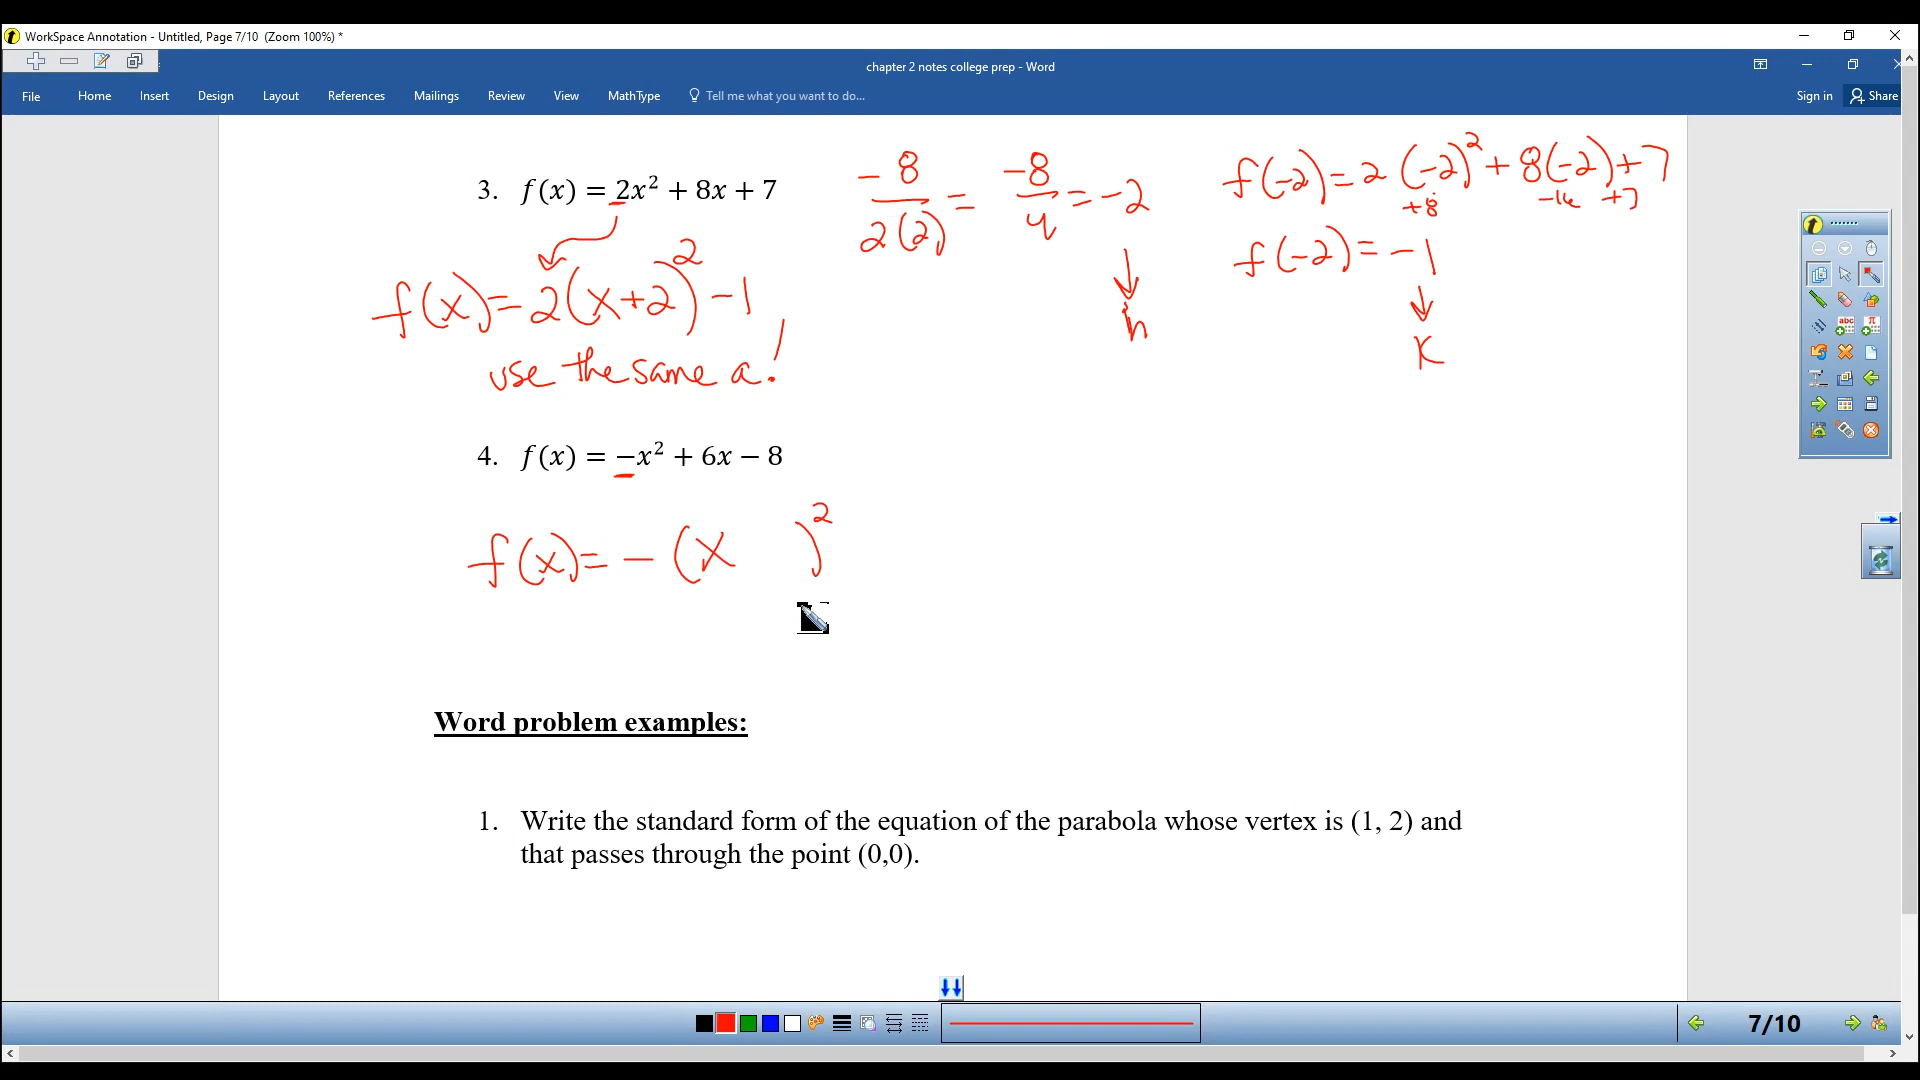 WorkSpace Annotation - Untitled, Page 7/10 (Zoom 100%) *
chapter 2 notes college prep - Word
File Home Insert Design Layout References Mailings Review View MathType Tell me what you want to do... Sign in Share
3. f(x) = 2x² + 8x + 7
-8/2(2) = -8/4 = -2
f(-2) = 2(-2)² + 8(-2) + 7
+8 -16 +7
f(-2) = -1
h
K
f(x) = 2(x+2)² - 1
use the same a!
4. f(x) = −x² + 6x − 8
f(x) = - (x )²
Word problem examples:
1. Write the standard form of the equation of the parabola whose vertex is (1, 2) and
that passes through the point (0,0).
7/10